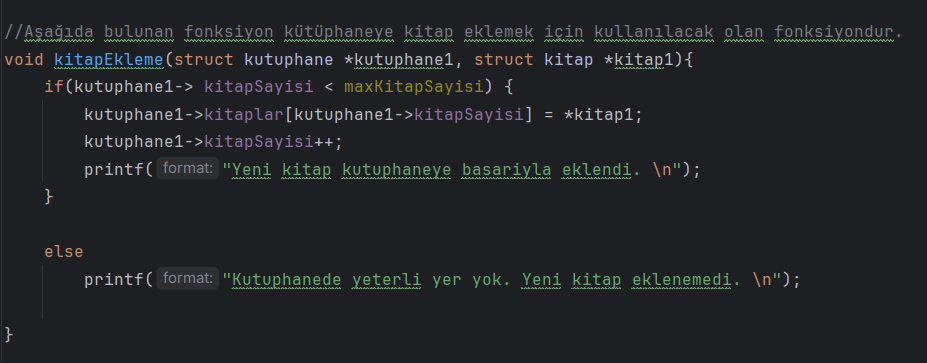 //Aşağıda bulunan fonksiyon kütüphaneye kitap eklemek için kullanılacak olan fonksiyondur.
void kitapEkleme(struct kutuphane *kutuphane1, struct kitap *kitap1){
if(kutuphane1-> kitapSayisi < maxKitapSayisi) {
kutuphane1->kitaplar[kutuphane1->kitapSayisi] = *kitap1;
kutuphane1->kitapSayisi++;
printf( format: "Yeni kitap kutuphaneye basariyla eklendi. \n");
}
else
printf( format: "Kutuphanede yeterli yer yok. Yeni kitap eklenemedi. \n");
}